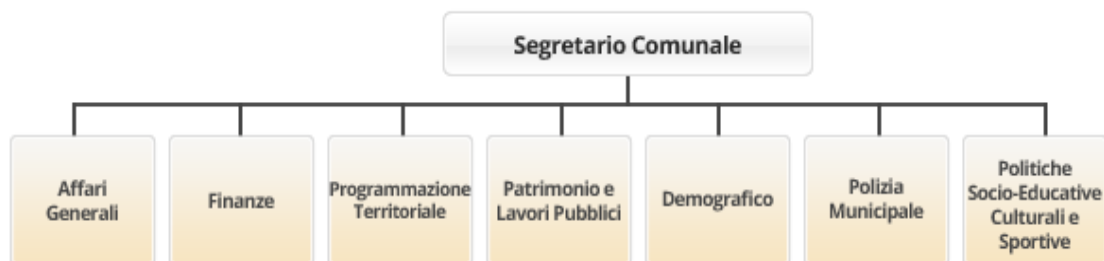 Segretario Comunale
Affari
Generali
Finanze
Programmazione
Territoriale
Patrimonio e
Lavori Pubblici
Demografico
Polizia
Municipale
Politiche
Socio-Educative
Culturali e
Sportive